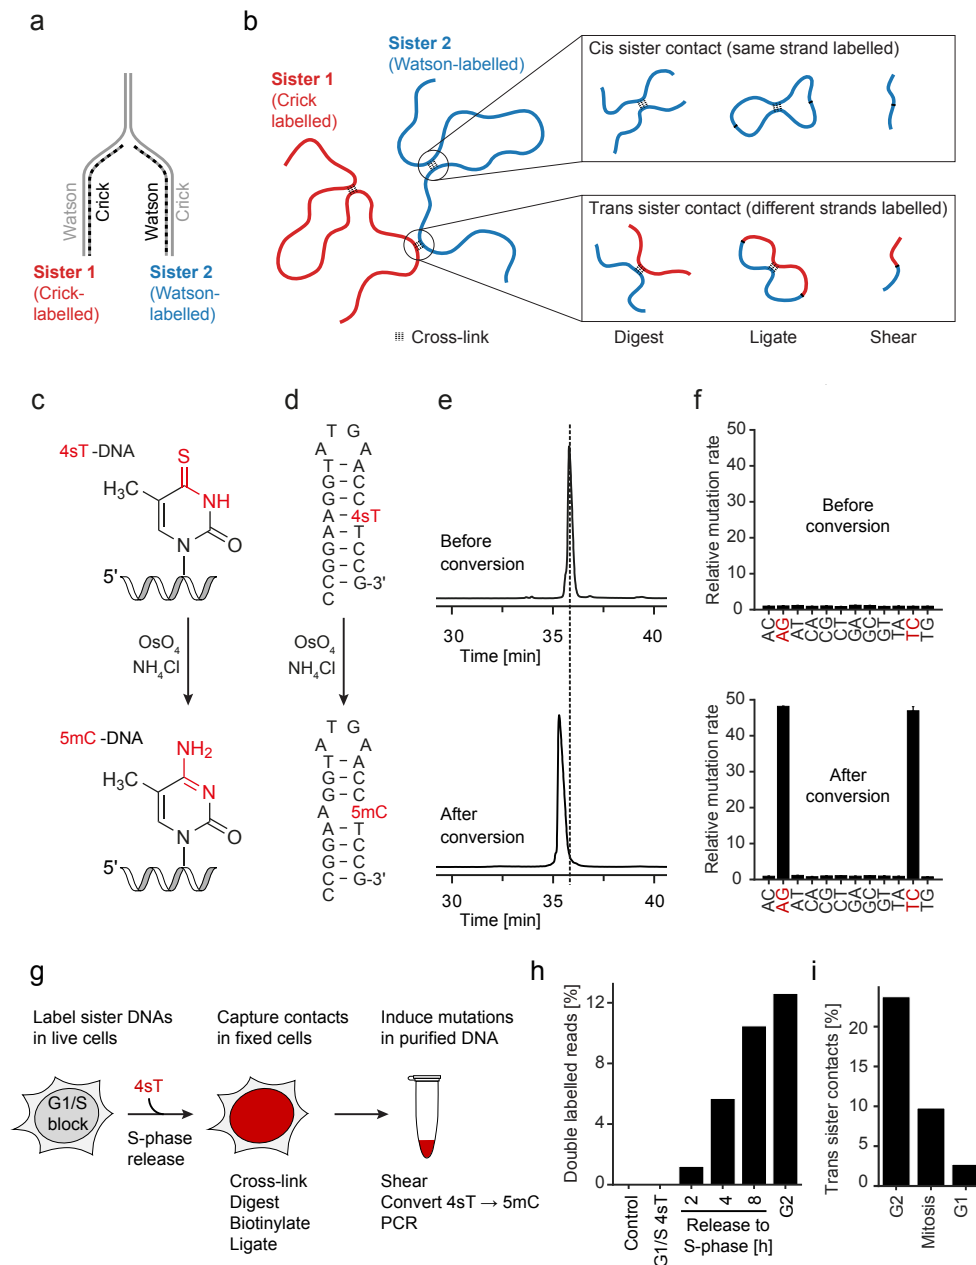 a
Watson
Crick
Watson
Crick
Sister 1
(Crick-
labelled)
Sister 2
(Watson-
labelled)
b
Sister 1
(Crick
labelled)
Sister 2
(Watson-labelled)
Cis sister contact (same strand labelled)
Trans sister contact (different strands labelled)
Cross-link
Digest
Ligate
Shear
c
4sT-DNA
S
H₃C
NH
N
O
5'
OsO₄
NH₄Cl
5mC-DNA
NH₂
H₃C
N
N
O
5'
d
T G
A A
T A
G – C
G – C
A – 4sT
A – T
G – C
G – C
C G-3'
C
OsO₄
NH₄Cl
T G
A A
T A
G – C
G – C
A 5mC
A – T
G – C
G – C
C G-3'
C
e
Before
conversion
30 35 40
Time [min]
After
conversion
30 35 40
Time [min]
f
Relative mutation rate
50
40
30
20
10
0
Before
conversion
AC AG AT CA CG CT GA GC GT TA TC TG
Relative mutation rate
50
40
30
20
10
0
After
conversion
AC AG AT CA CG CT GA GC GT TA TC TG
g
Label sister DNAs
in live cells
G1/S
block
4sT
S-phase
release
Capture contacts
in fixed cells
Cross-link
Digest
Biotinylate
Ligate
Induce mutations
in purified DNA
Shear
Convert 4sT → 5mC
PCR
h
Double labelled reads [%]
12
8
4
0
Control
G1/S 4sT
2
4
8
G2
Release to
S-phase [h]
i
Trans sister contacts [%]
20
15
10
5
0
G2
Mitosis
G1